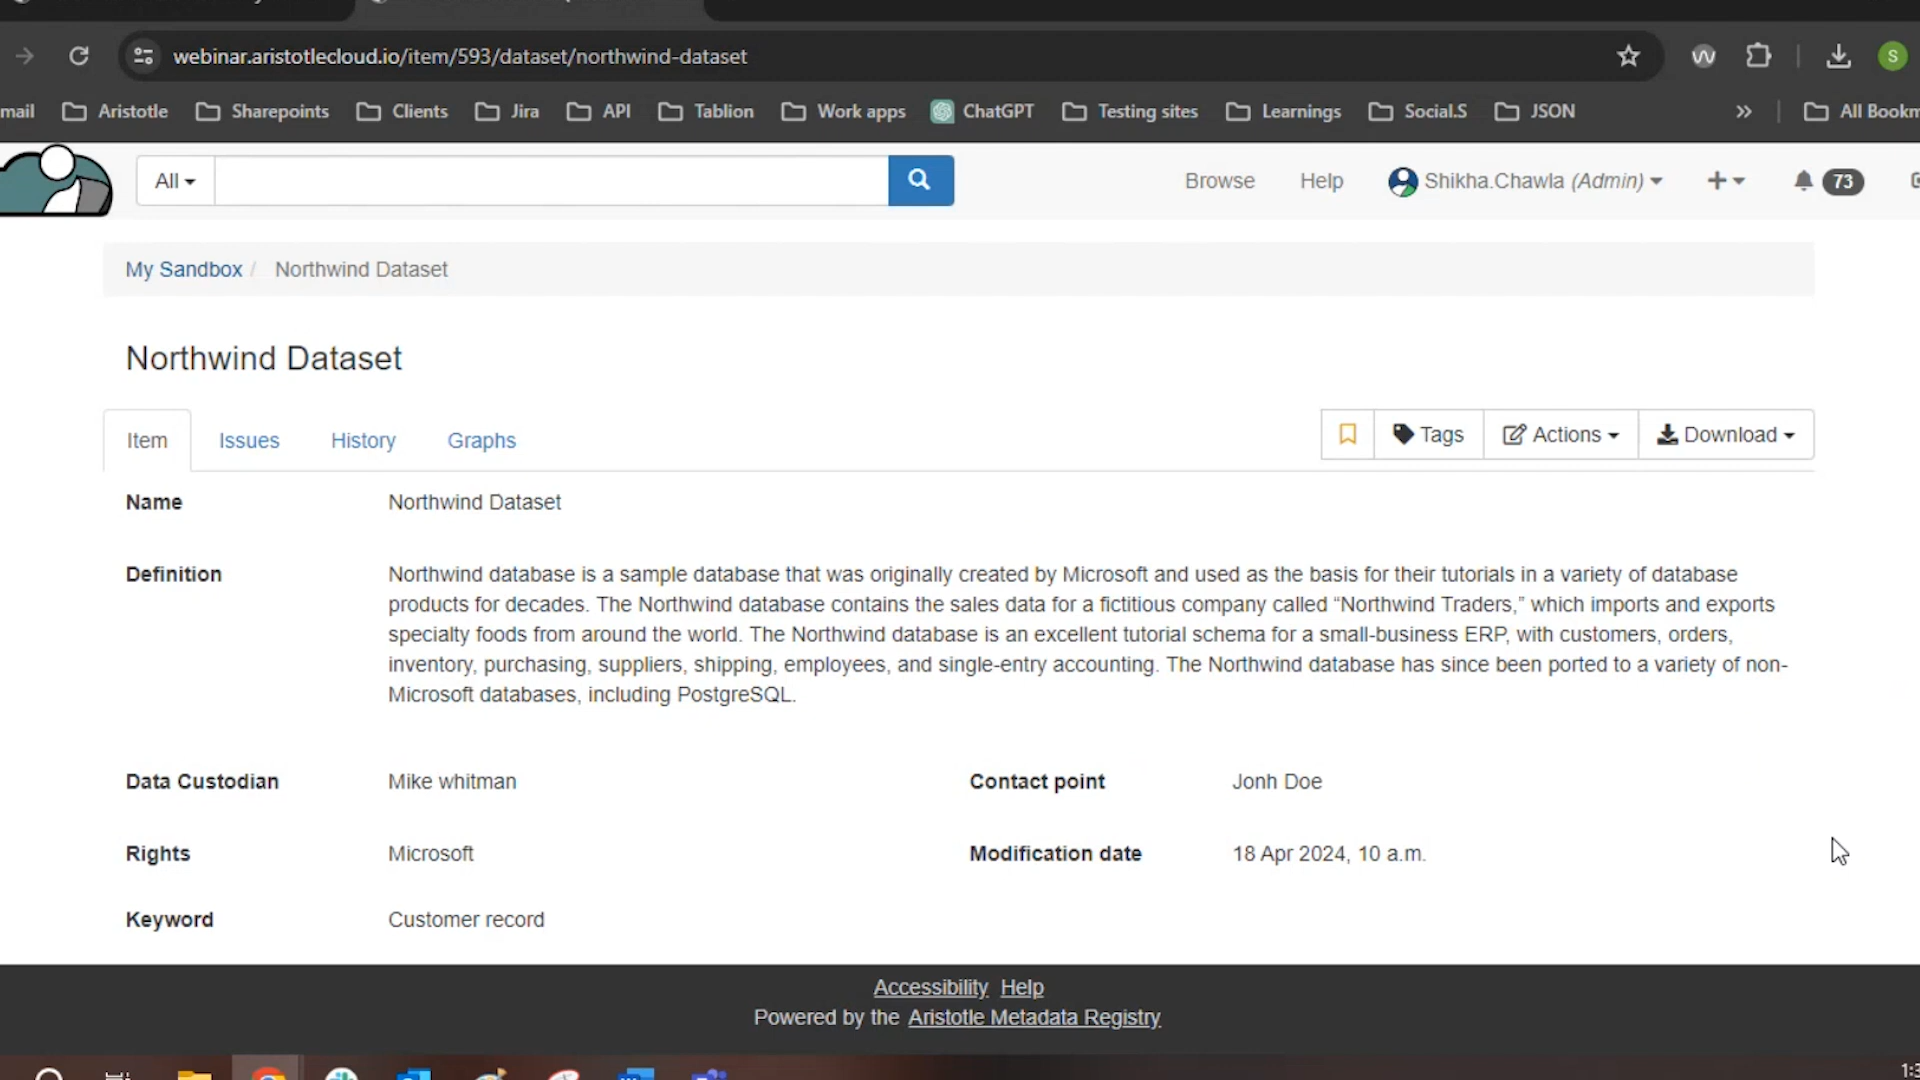 webinar.aristotlecloud.io/item/593/dataset/northwind-dataset
S
mail Aristotle Sharepoints Clients Jira API Tablion Work apps ChatGPT Testing sites Learnings Social.S JSON » All Bookm
All Browse Help Shikha.Chawla (Admin) + 73
My Sandbox / Northwind Dataset
Northwind Dataset
Item Issues History Graphs Tags Actions Download
Name Northwind Dataset
Definition Northwind database is a sample database that was originally created by Microsoft and used as the basis for their tutorials in a variety of database
products for decades. The Northwind database contains the sales data for a fictitious company called “Northwind Traders,” which imports and exports
specialty foods from around the world. The Northwind database is an excellent tutorial schema for a small-business ERP, with customers, orders,
inventory, purchasing, suppliers, shipping, employees, and single-entry accounting. The Northwind database has since been ported to a variety of non-
Microsoft databases, including PostgreSQL.
Data Custodian Mike whitman Contact point Jonh Doe
Rights Microsoft Modification date 18 Apr 2024, 10 a.m.
Keyword Customer record
Accessibility Help
Powered by the Aristotle Metadata Registry